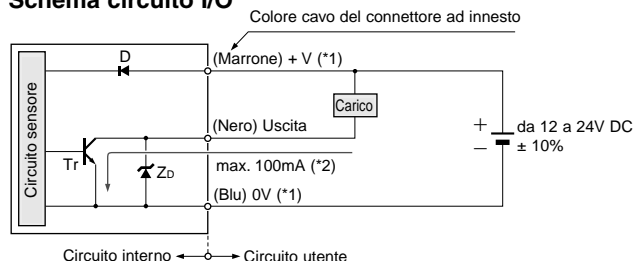 Schema circuito I/O
Colore cavo del connettore ad innesto
D
(Marrone) + V (*1)
Circuito sensore
Carico
(Nero) Uscita
+
da 12 a 24V DC
−
± 10%
Tr
ZD
max. 100mA (*2)
(Blu) 0V (*1)
Circuito interno
Circuito utente